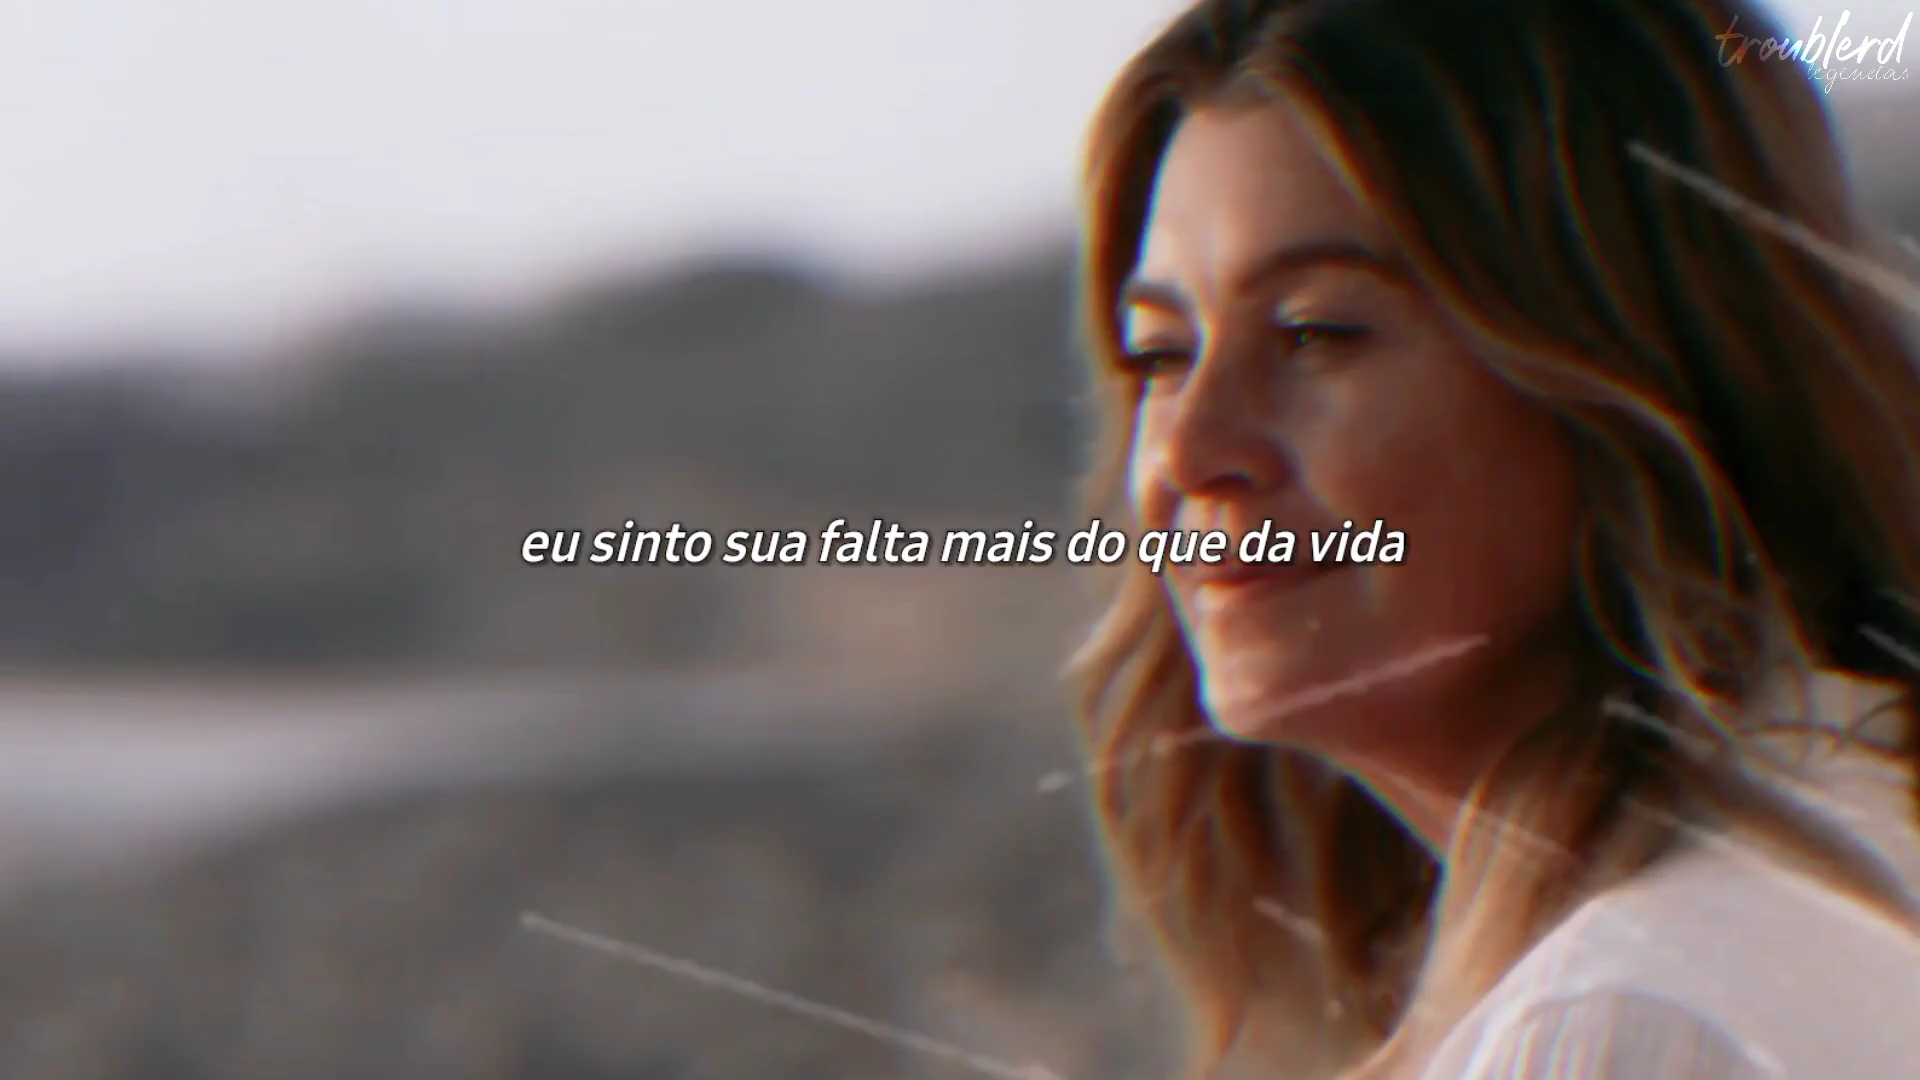 troublerd
legendas
eu sinto sua falta mais do que da vida